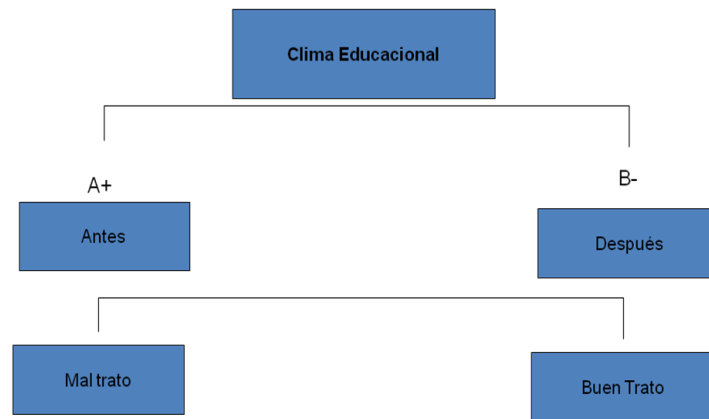 Clima Educacional
A+
B-
Antes
Después
Mal trato
Buen Trato